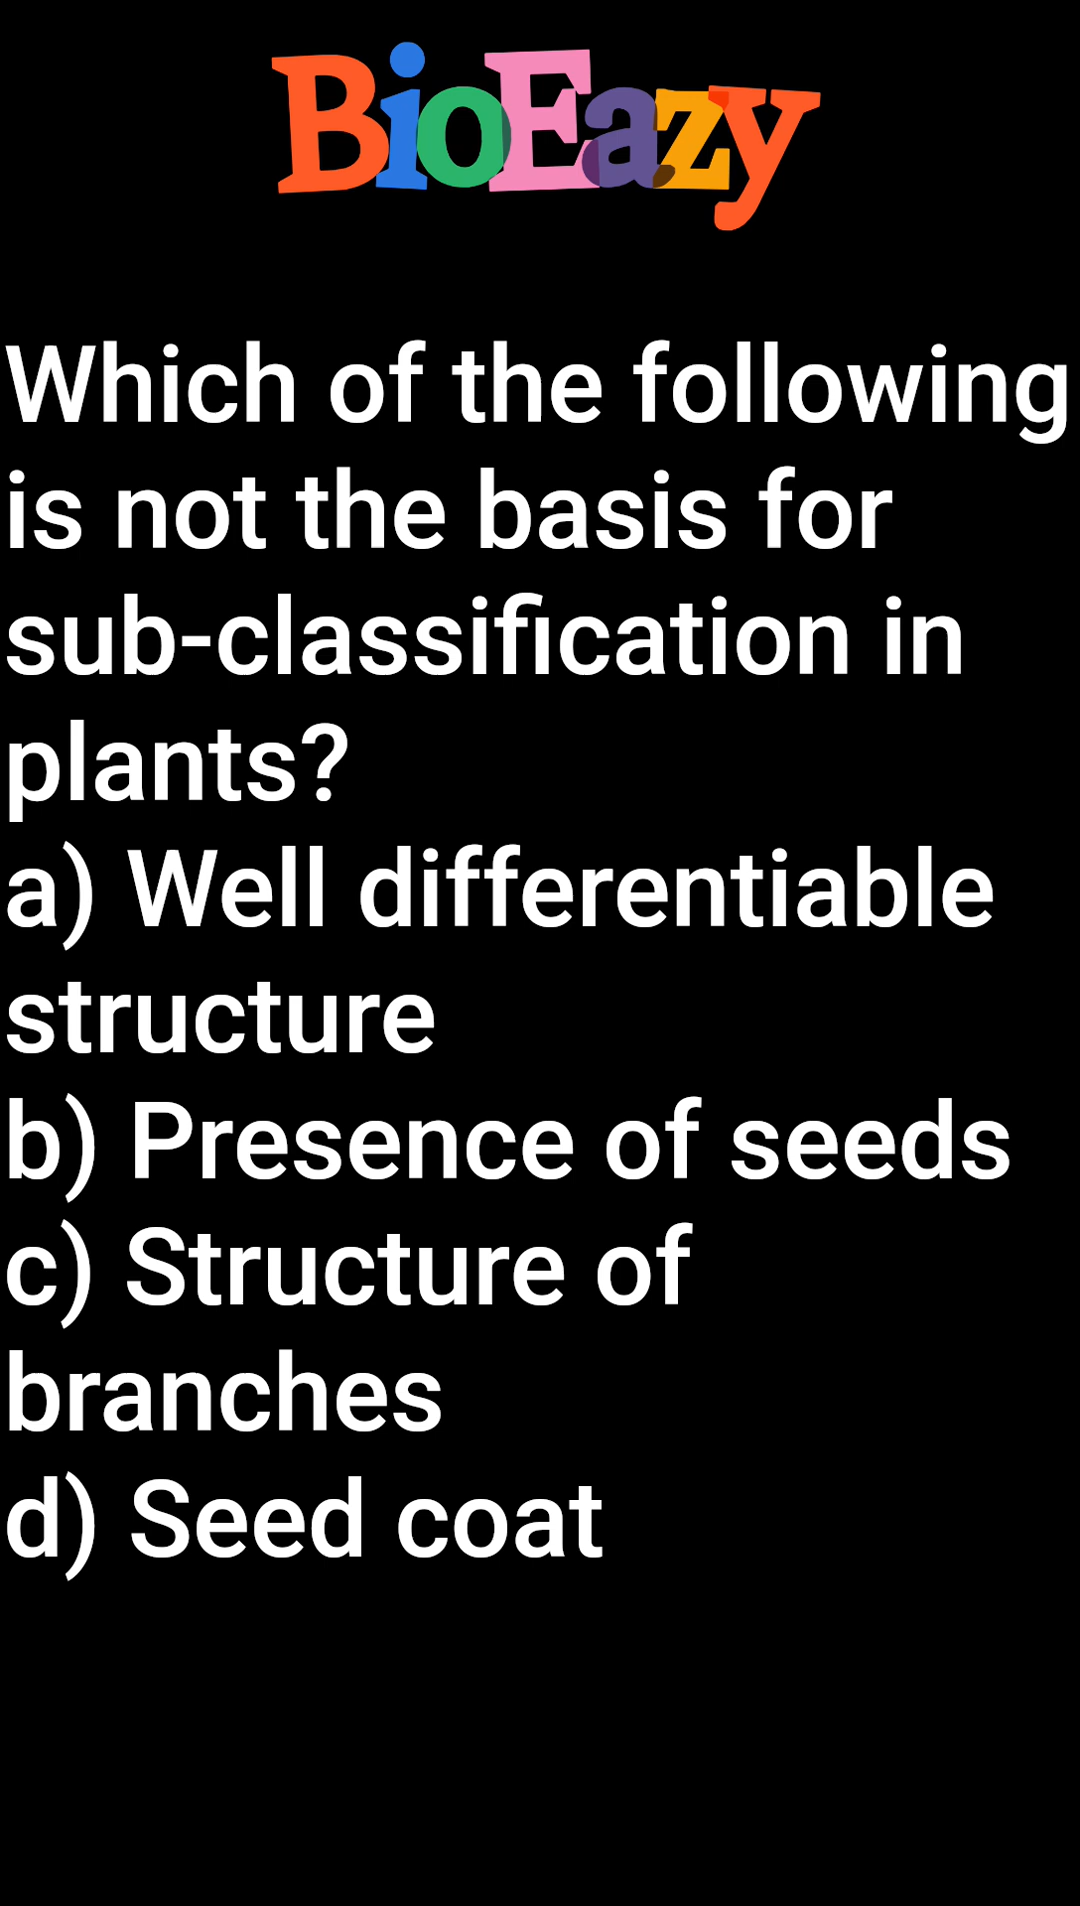 BioEazy
Which of the following
is not the basis for
sub-classification in
plants?
a) Well differentiable
structure
b) Presence of seeds
c) Structure of
branches
d) Seed coat